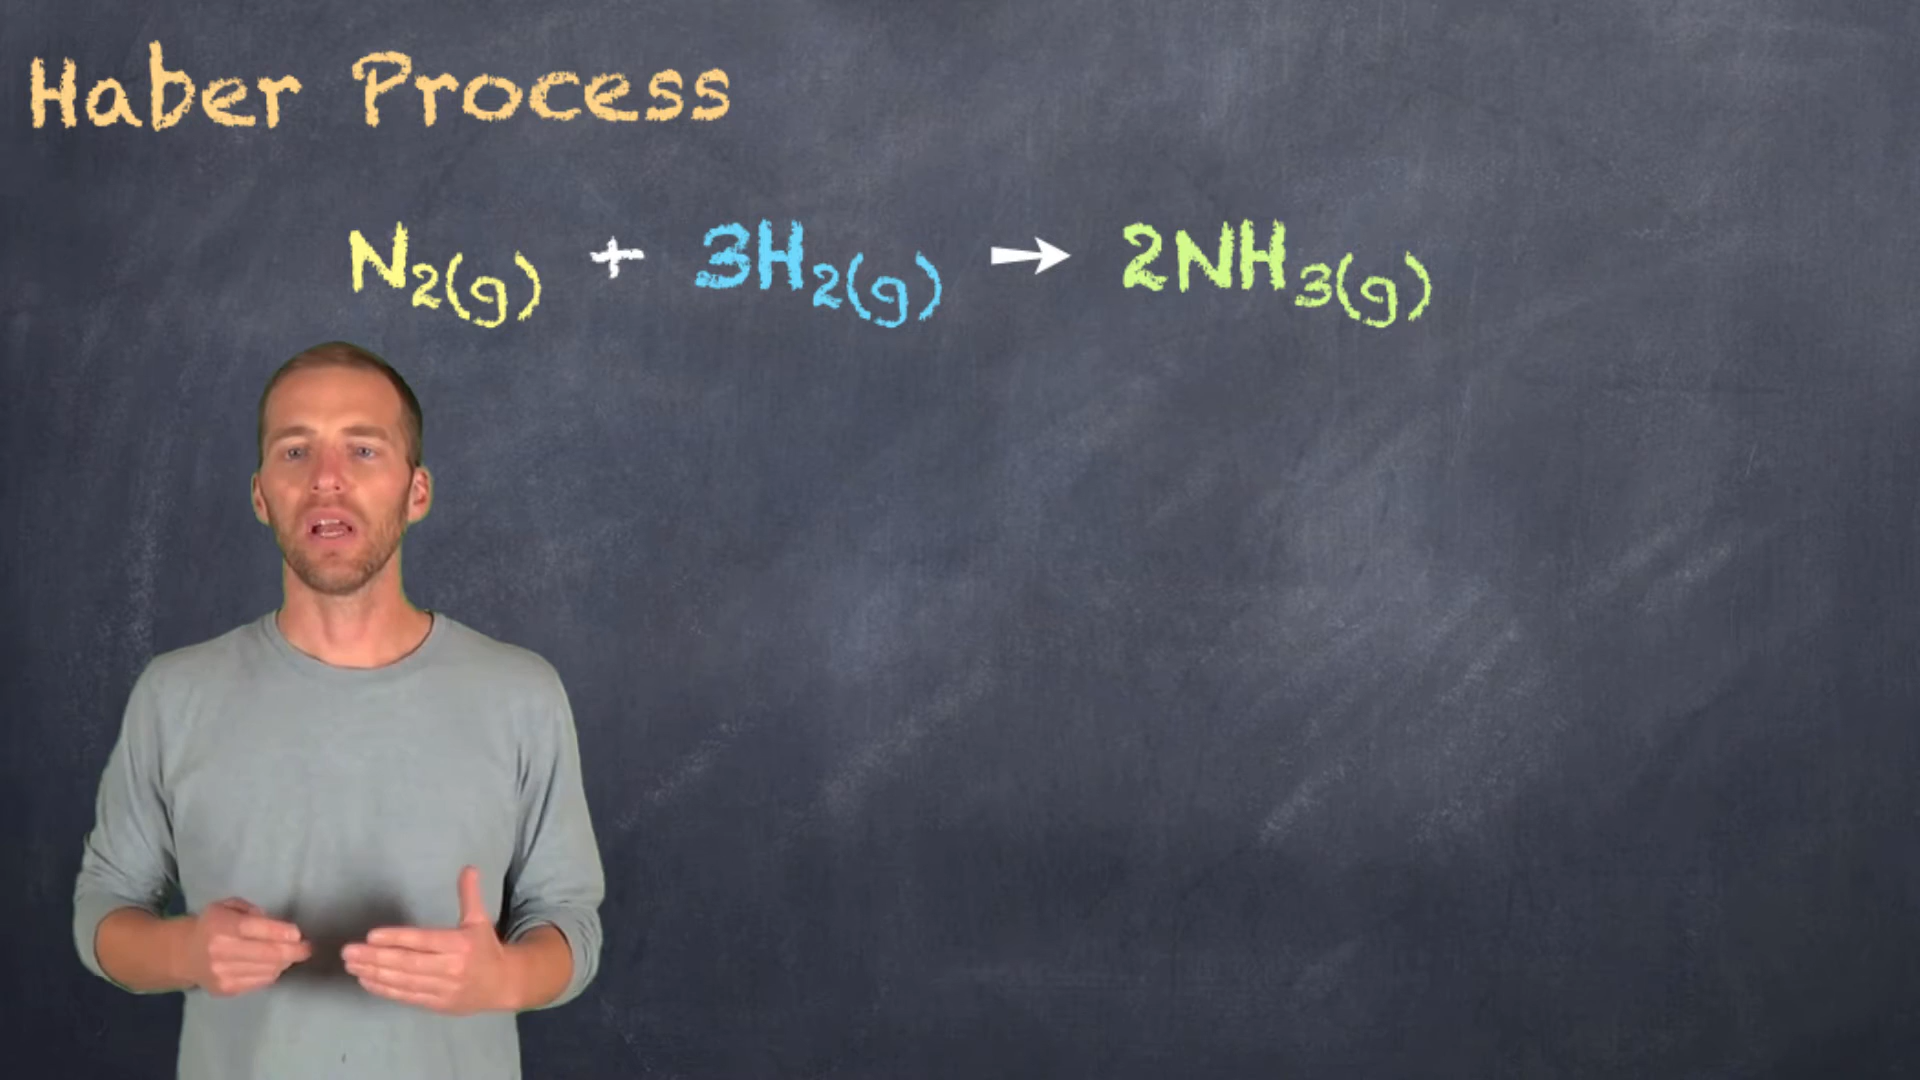 Haber Process
N₂(g) + 3H₂(g) → 2NH₃(g)